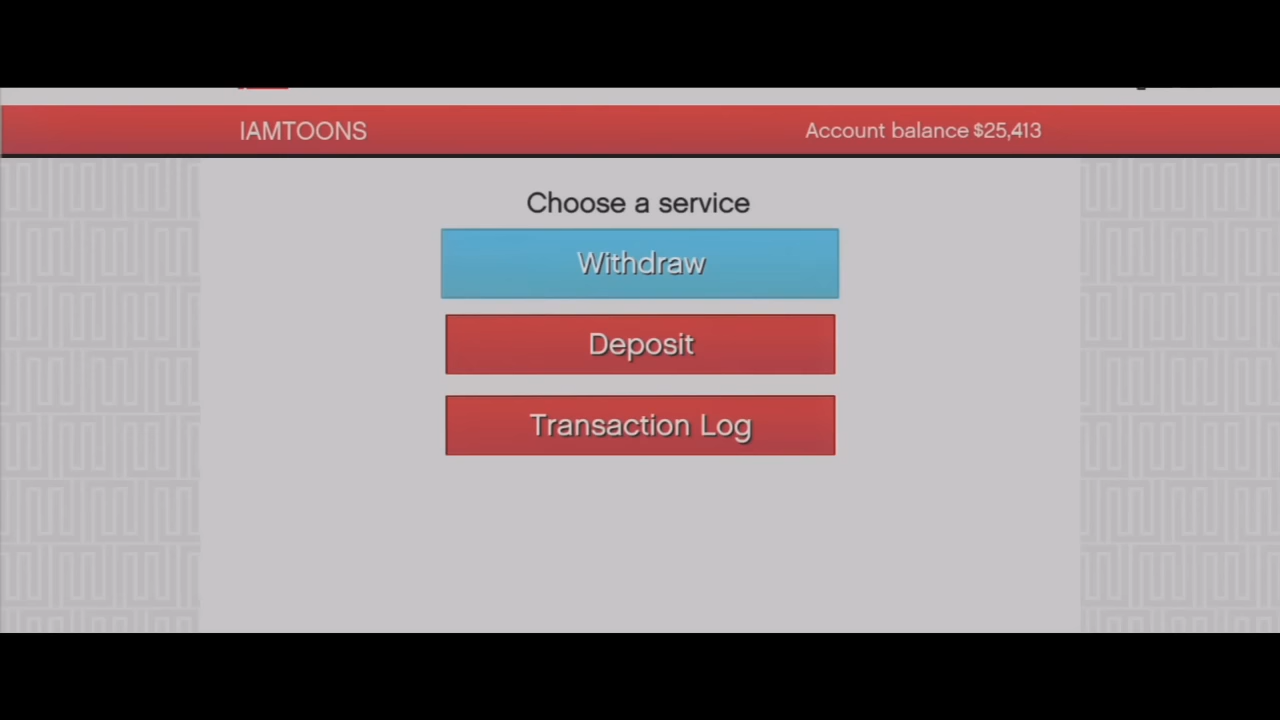 IAMTOONS
Account balance $25,413
Choose a service
Withdraw
Deposit
Transaction Log